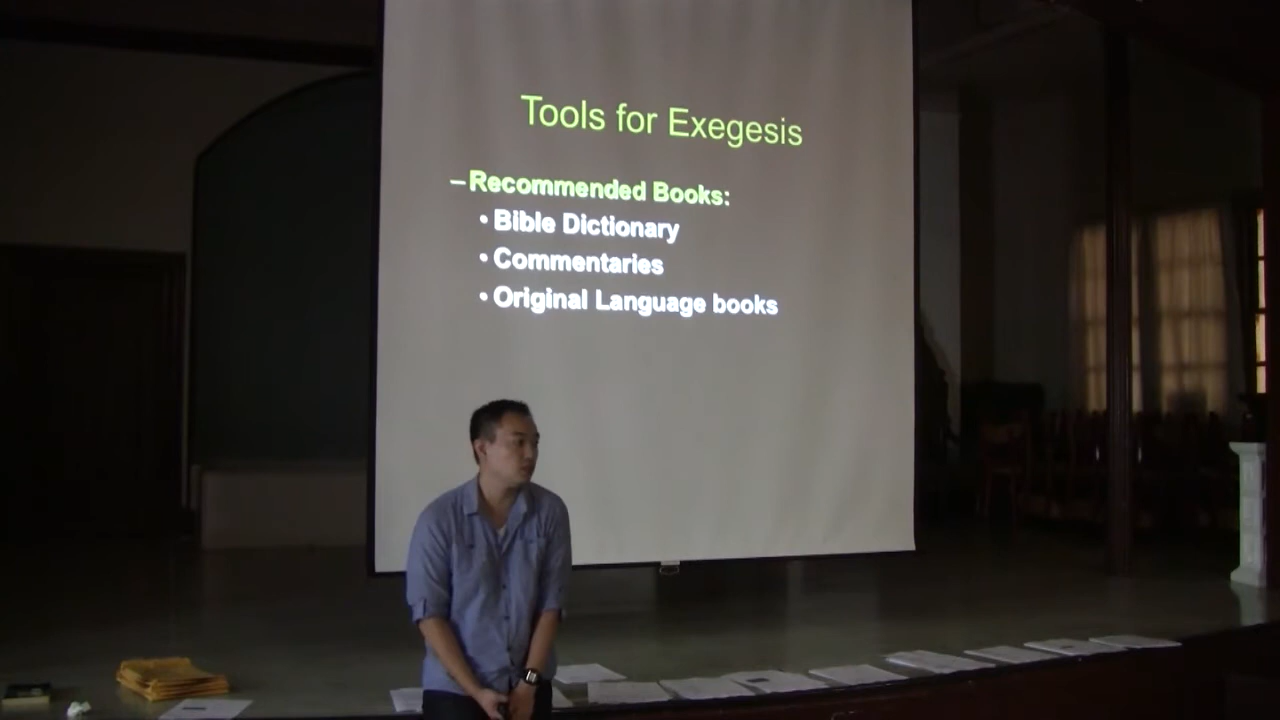 Tools for Exegesis
–Recommended Books:
• Bible Dictionary
• Commentaries
• Original Language books